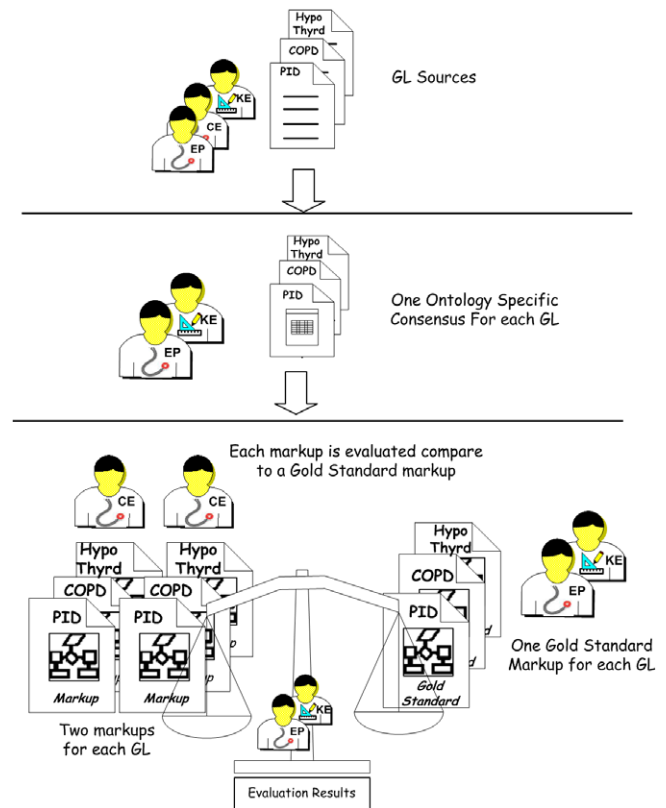 Hypo
Thyrd
COPD
PID
KE
CE
EP
GL Sources
Hypo
Thyrd
COPD
PID
KE
EP
One Ontology Specific
Consensus For each GL
Each markup is evaluated compare
to a Gold Standard markup
CE
CE
Hypo
Thyrd
Hypo
Thyrd
COPD
COPD
PID
PID
Markup
Markup
Two markups
for each GL
Hypo
Thyrd
COPD
PID
Gold
Standard
KE
EP
One Gold Standard
Markup for each GL
KE
EP
Evaluation Results